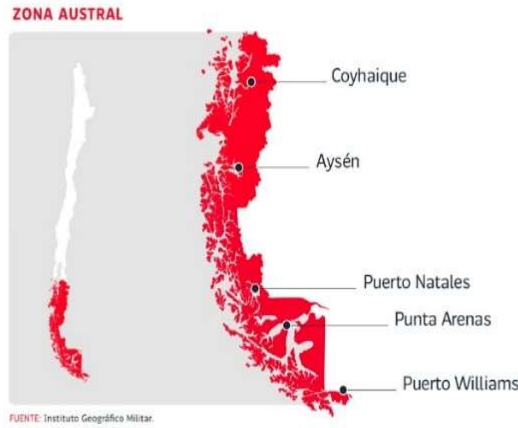 ZONA AUSTRAL
Coyhaique
Aysén
Puerto Natales
Punta Arenas
Puerto Williams
FUENTE: Instituto Geográfico Militar.